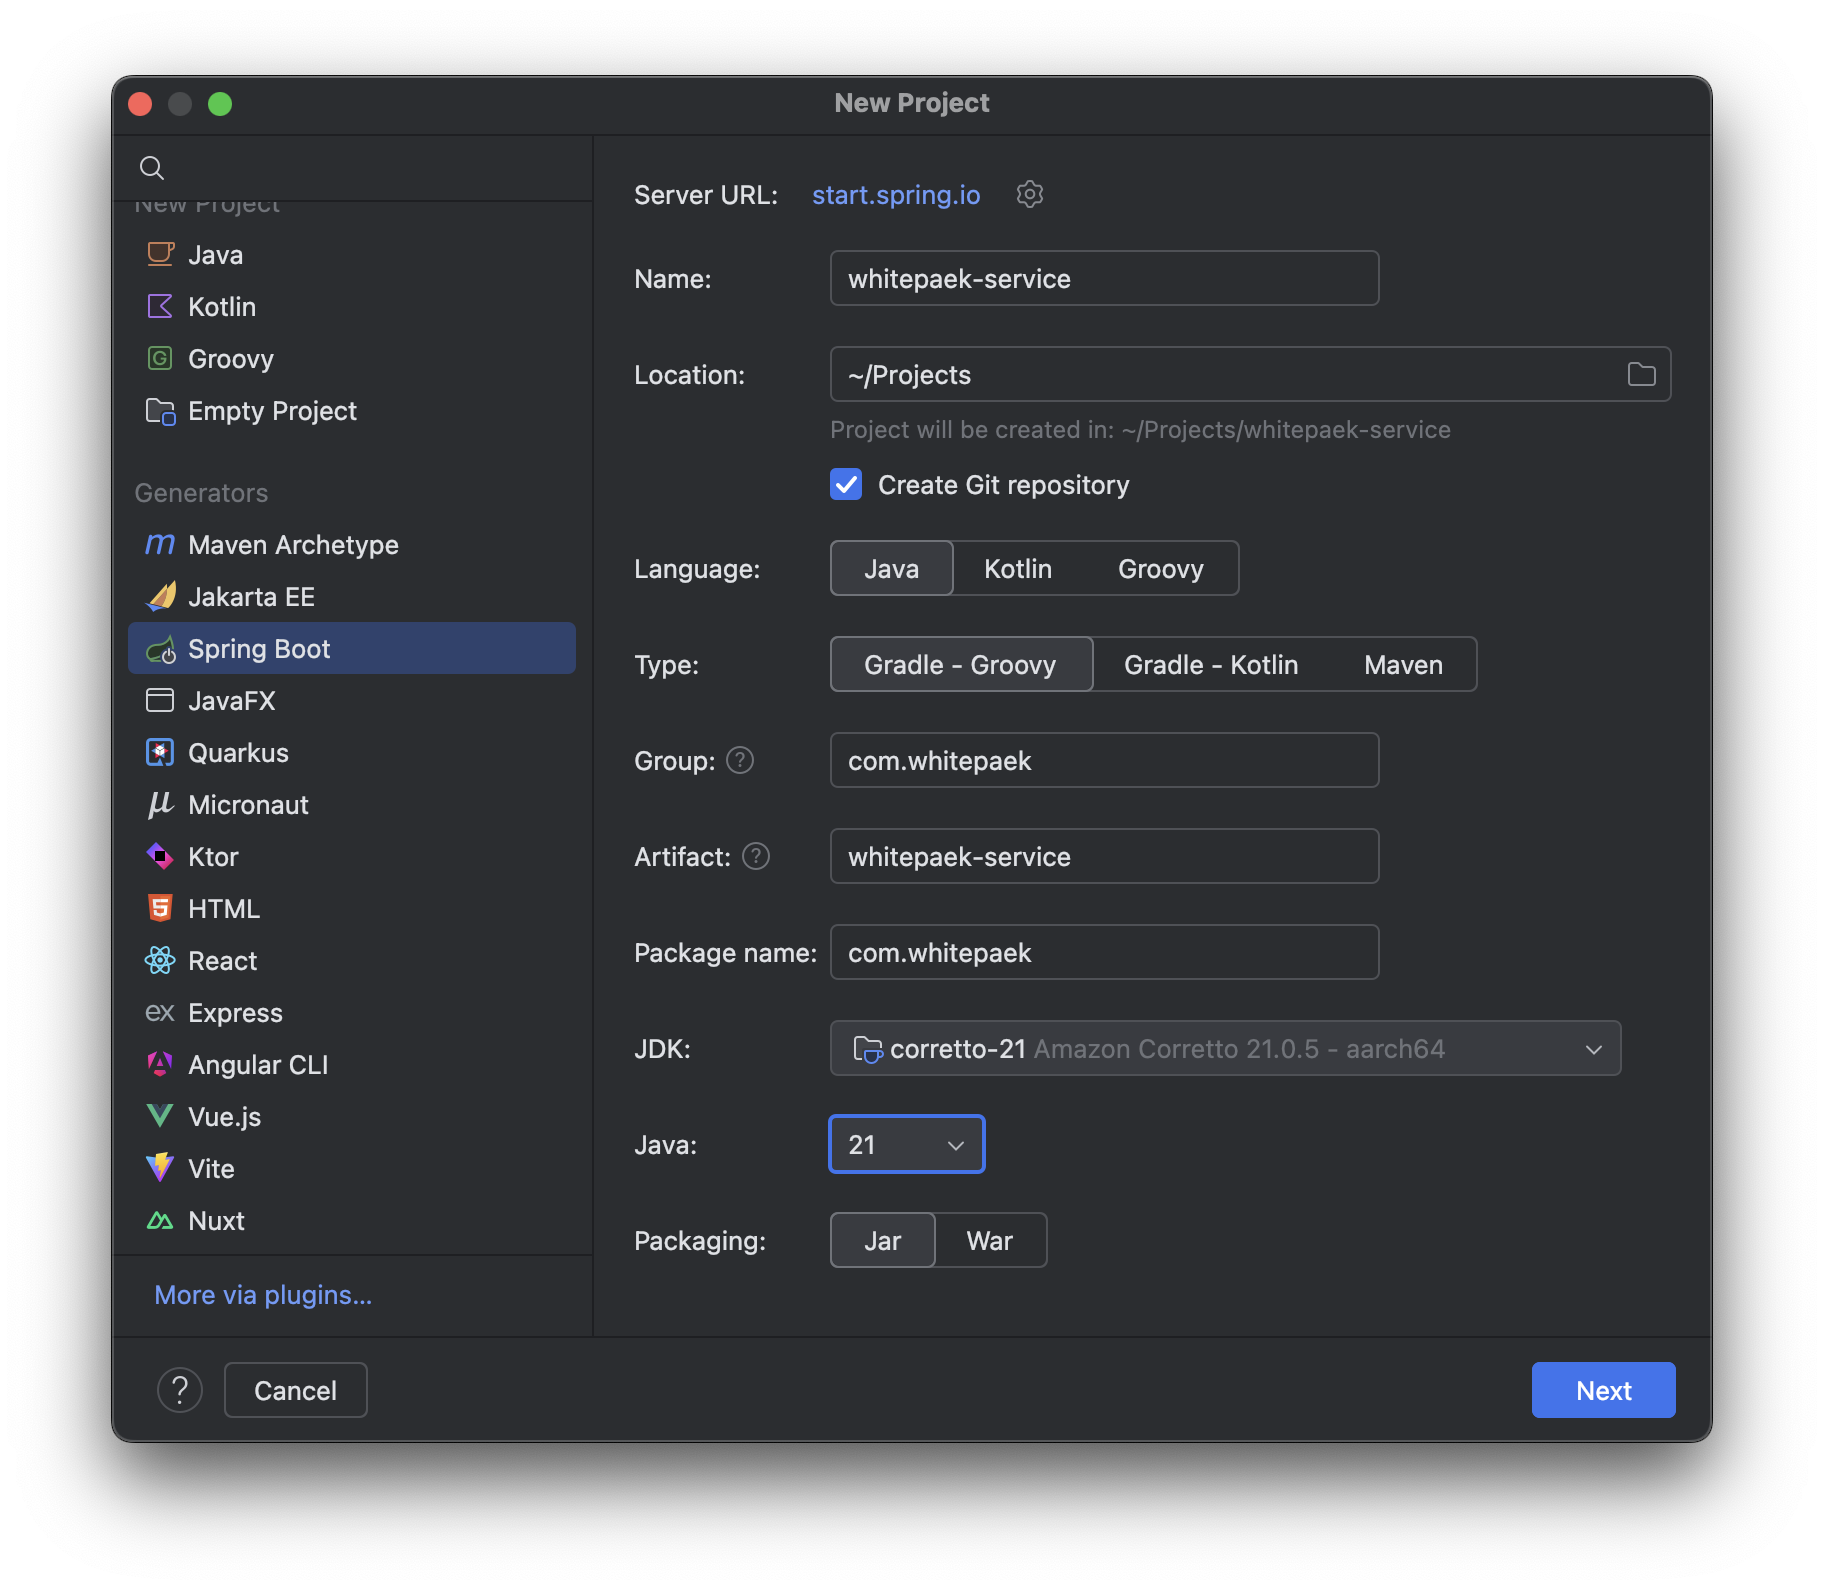 New Project
New Project
Java
Kotlin
Groovy
Empty Project
Generators
Maven Archetype
Jakarta EE
Spring Boot
JavaFX
Quarkus
Micronaut
Ktor
HTML
React
ex Express
Angular CLI
Vue.js
Vite
Nuxt
More via plugins...
Server URL: start.spring.io
Name: whitepaek-service
Location: ~/Projects
Project will be created in: ~/Projects/whitepaek-service
Create Git repository
Language: Java Kotlin Groovy
Type: Gradle - Groovy Gradle - Kotlin Maven
Group: ? com.whitepaek
Artifact: ? whitepaek-service
Package name: com.whitepaek
JDK: corretto-21 Amazon Corretto 21.0.5 - aarch64
Java: 21
Packaging: Jar War
? Cancel Next